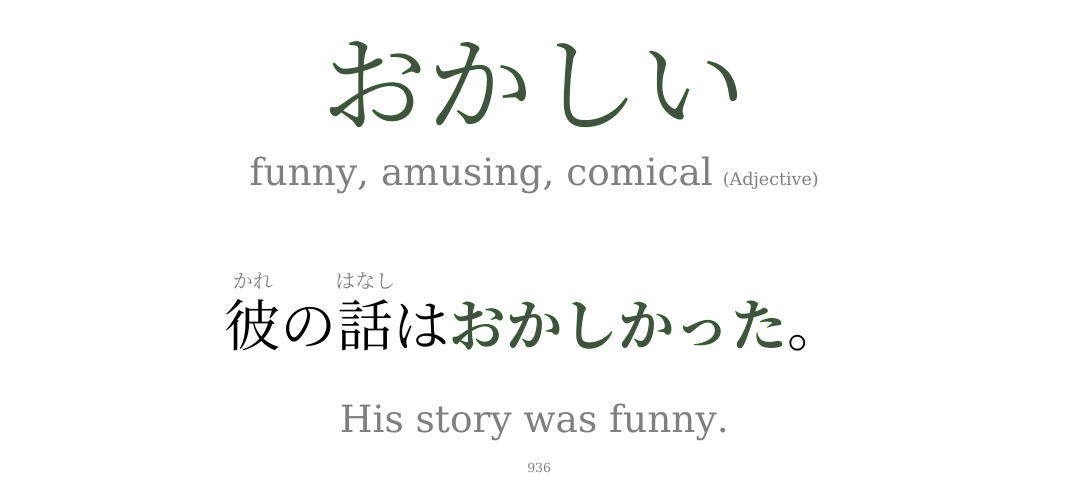 おかしい
funny, amusing, comical (Adjective)
かれ はなし
彼の話はおかしかった。
His story was funny.
936